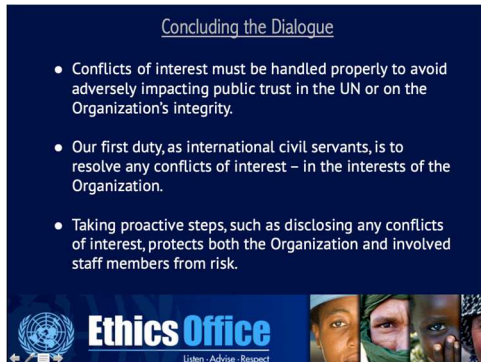 Concluding the Dialogue
● Conflicts of interest must be handled properly to avoid
adversely impacting public trust in the UN or on the
Organization's integrity.
● Our first duty, as international civil servants, is to
resolve any conflicts of interest – in the interests of the
Organization.
● Taking proactive steps, such as disclosing any conflicts
of interest, protects both the Organization and involved
staff members from risk.
Ethics Office
Listen - Advise - Respect